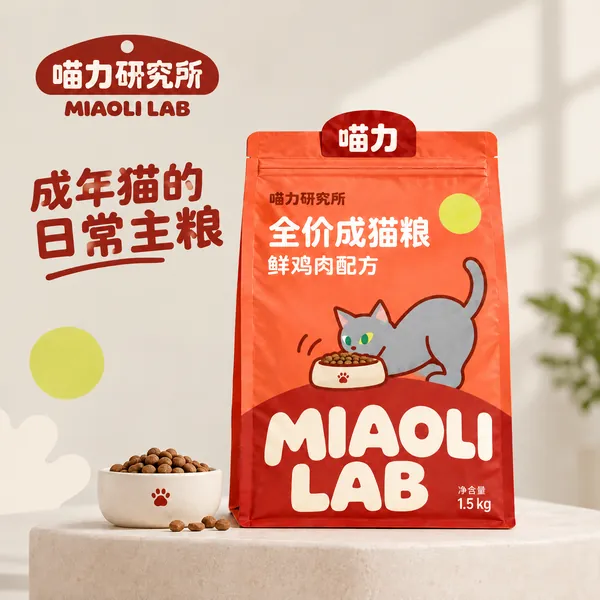 喵力研究所
MIAOLI LAB
成年猫的
日常主粮
喵力
喵力研究所
全价成猫粮
鲜鸡肉配方
MIAOLI
LAB
净含量
1.5 kg